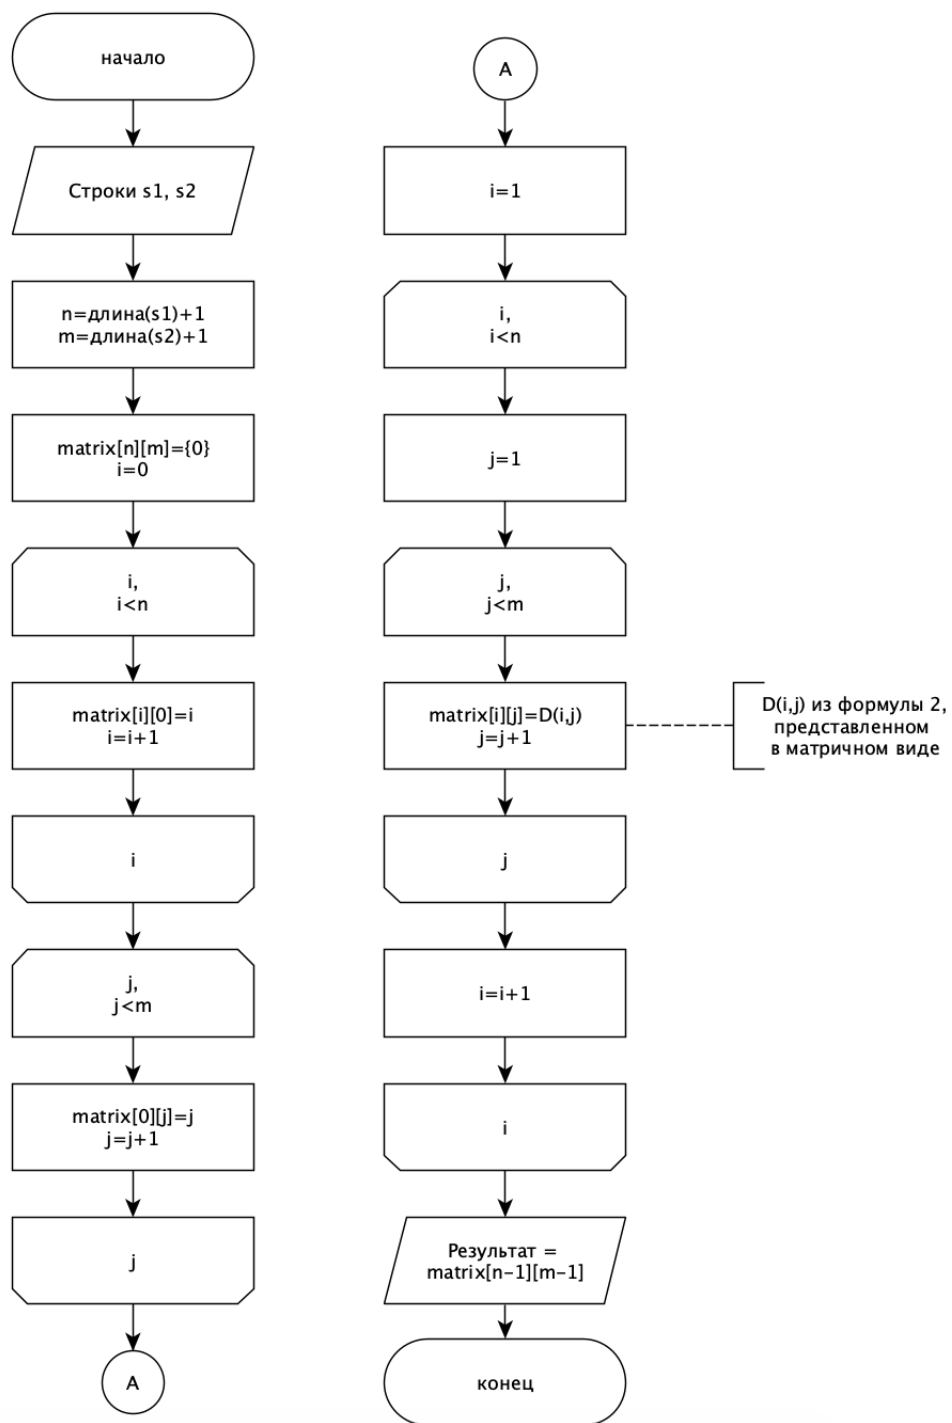 начало
Строки s1, s2
n=длина(s1)+1
m=длина(s2)+1
matrix[n][m]={0}
i=0
i,
i<n
matrix[i][0]=i
i=i+1
i
j,
j<m
matrix[0][j]=j
j=j+1
j
A
A
i=1
i,
i<n
j=1
j,
j<m
matrix[i][j]=D(i,j)
j=j+1
D(i,j) из формулы 2,
представленном
в матричном виде
j
i=i+1
i
Результат =
matrix[n-1][m-1]
конец